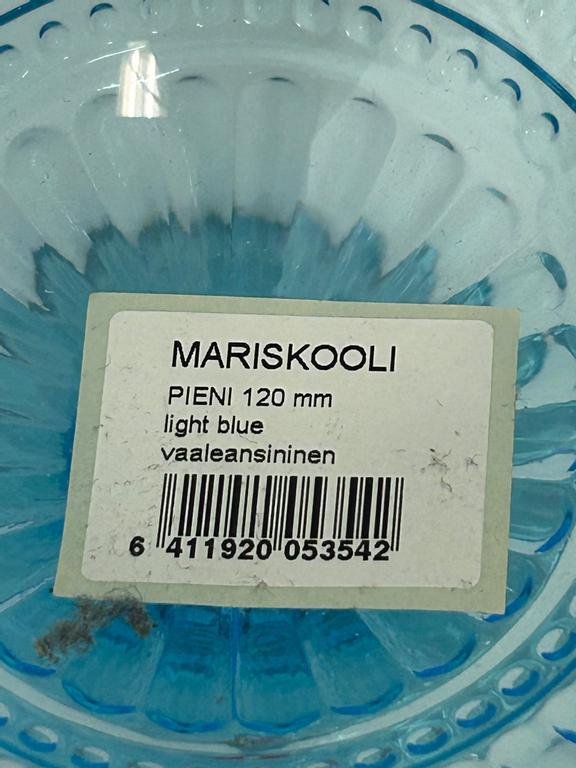 MARISKOOLI
PIENI 120 mm
light blue
vaaleansininen
6 411920 053542